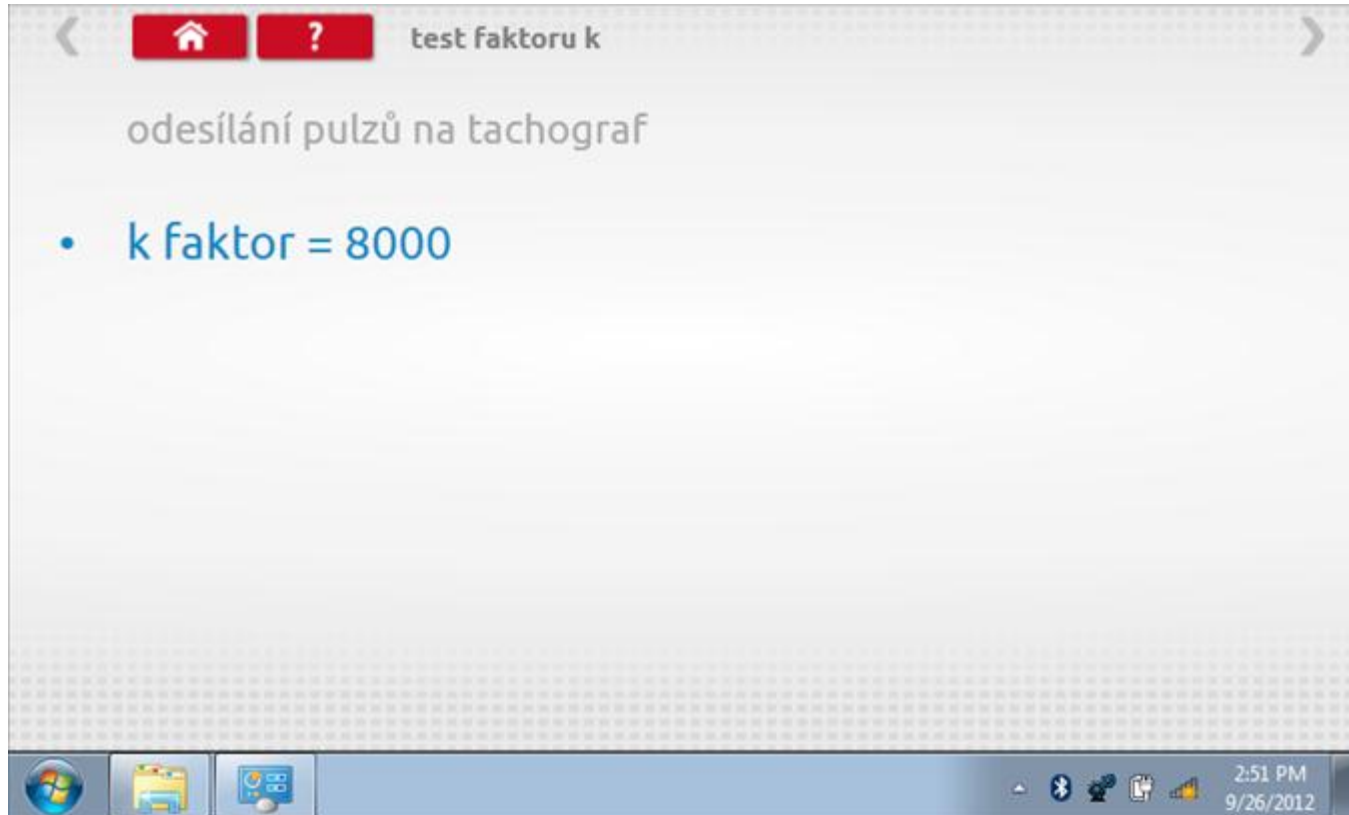 ? test faktoru k
odesílání pulzů na tachograf
• k faktor = 8000
2:51 PM
9/26/2012